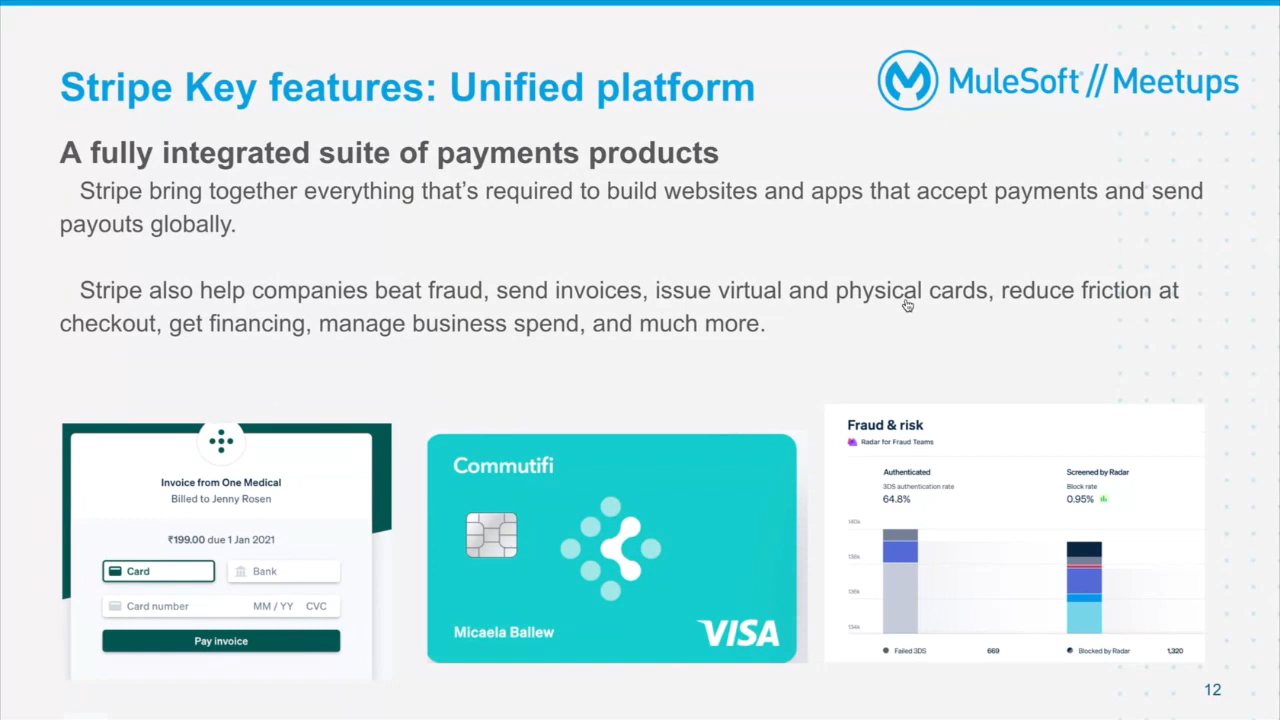 Stripe Key features: Unified platform
MuleSoft // Meetups
A fully integrated suite of payments products
Stripe bring together everything that's required to build websites and apps that accept payments and send
payouts globally.
Stripe also help companies beat fraud, send invoices, issue virtual and physical cards, reduce friction at
checkout, get financing, manage business spend, and much more.
Invoice from One Medical
Billed to Jenny Rosen
₹199.00 due 1 Jan 2021
Card
Bank
Card number MM / YY CVC
Pay invoice
Commutifi
Micaela Ballew
VISA
Fraud & risk
Radar for Fraud Teams
Authenticated
3DS authentication rate
64.8%
Screened by Radar
Block rate
0.95%
140k
138k
136k
134k
Failed 3DS 669
Blocked by Radar 1,320
12